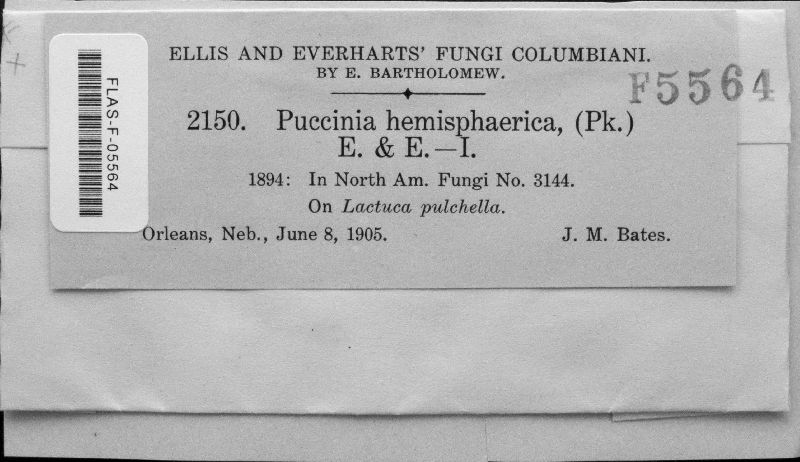 ELLIS AND EVERHARTS' FUNGI COLUMBIANI.
BY E. BARTHOLOMEW.
F5564
FLAS-F-05564
2150. Puccinia hemisphaerica, (Pk.)
E. & E.—I.
1894: In North Am. Fungi No. 3144.
On Lactuca pulchella.
Orleans, Neb., June 8, 1905. J. M. Bates.